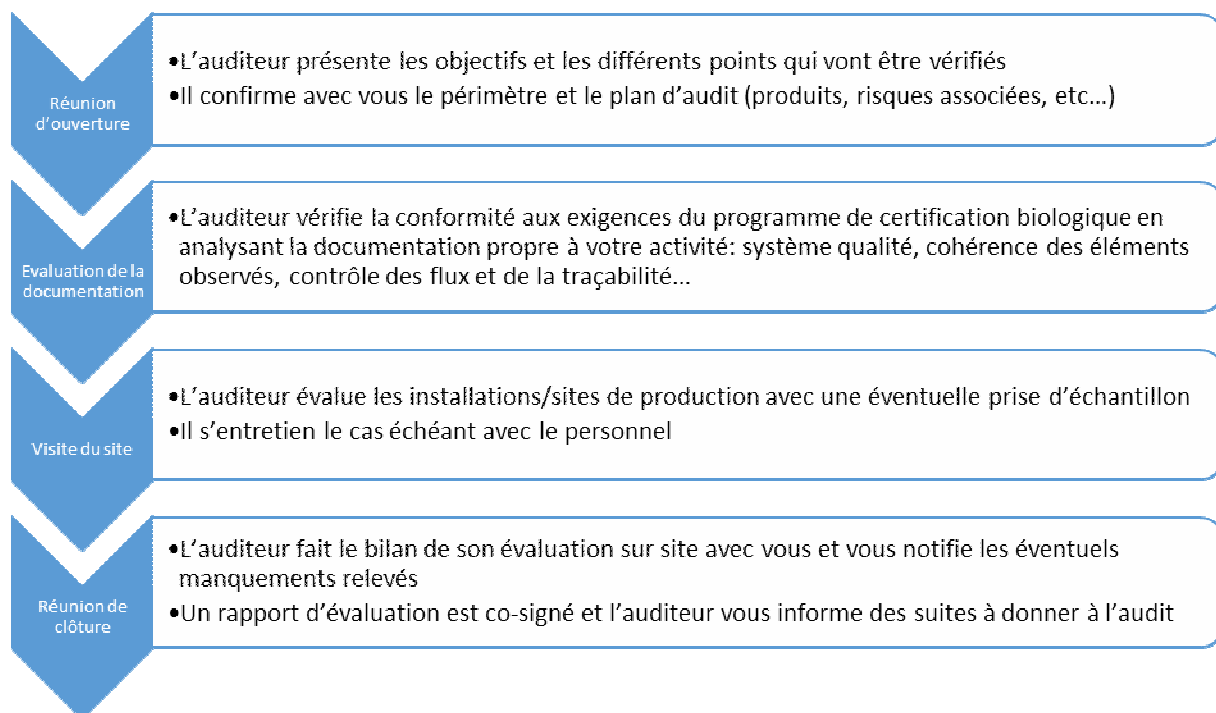 Réunion
d'ouverture
•L'auditeur présente les objectifs et les différents points qui vont être vérifiés
•Il confirme avec vous le périmètre et le plan d'audit (produits, risques associées, etc...)
Evaluation de la
documentation
•L'auditeur vérifie la conformité aux exigences du programme de certification biologique en
analysant la documentation propre à votre activité: système qualité, cohérence des éléments
observés, contrôle des flux et de la traçabilité...
Visite du site
•L'auditeur évalue les installations/sites de production avec une éventuelle prise d'échantillon
•Il s'entretien le cas échéant avec le personnel
Réunion de
clôture
•L'auditeur fait le bilan de son évaluation sur site avec vous et vous notifie les éventuels
manquements relevés
•Un rapport d'évaluation est co-signé et l'auditeur vous informe des suites à donner à l'audit